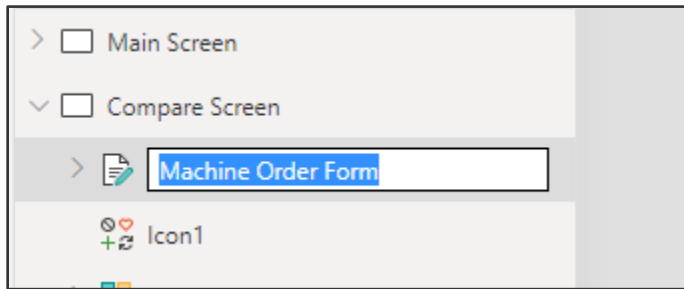 Main Screen
Compare Screen
Machine Order Form
Icon1